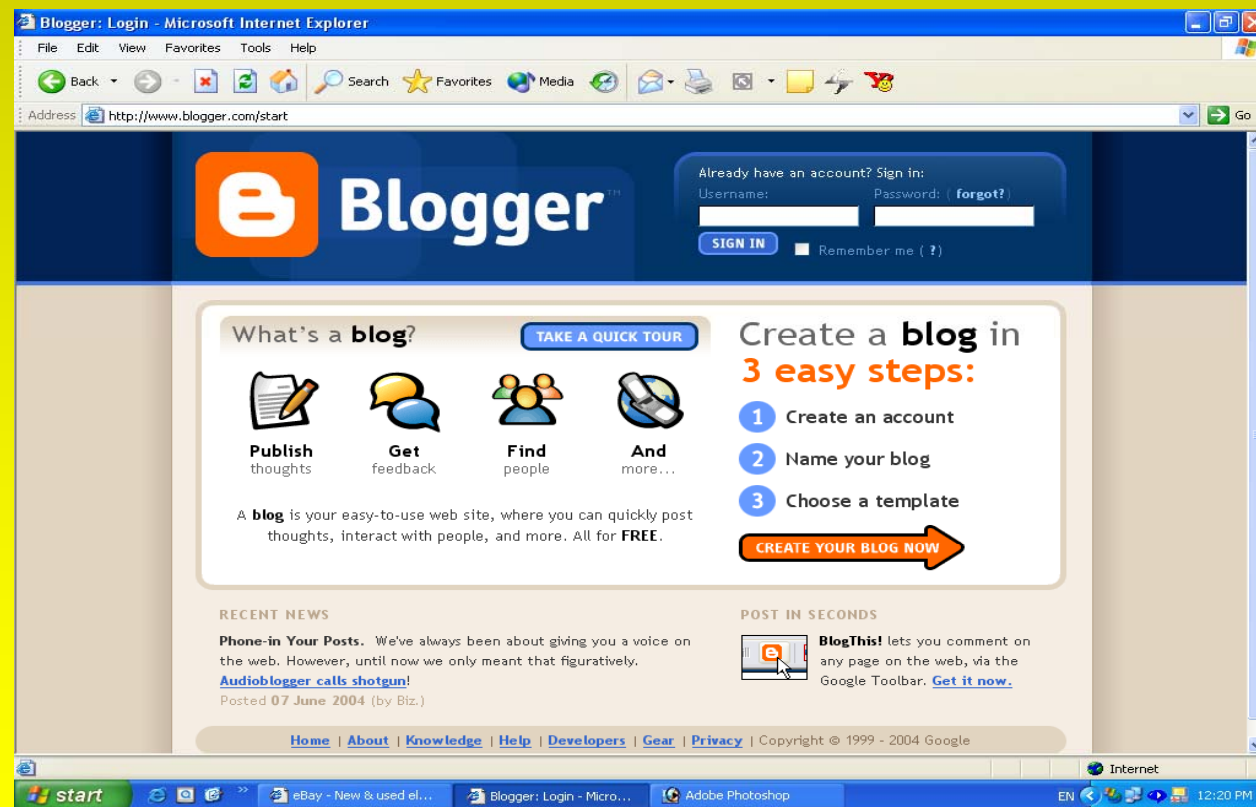 Blogger: Login - Microsoft Internet Explorer
File Edit View Favorites Tools Help
Back Search Favorites Media
Address http://www.blogger.com/start Go
Blogger™
Already have an account? Sign in:
Username: Password: ( forgot? )
SIGN IN Remember me ( ? )
What's a blog? TAKE A QUICK TOUR
Publish Get Find And
thoughts feedback people more...
A blog is your easy-to-use web site, where you can quickly post
thoughts, interact with people, and more. All for FREE.
Create a blog in
3 easy steps:
1 Create an account
2 Name your blog
3 Choose a template
CREATE YOUR BLOG NOW
RECENT NEWS
Phone-in Your Posts. We've always been about giving you a voice on
the web. However, until now we only meant that figuratively.
Audioblogger calls shotgun!
Posted 07 June 2004 (by Biz.)
POST IN SECONDS
BlogThis! lets you comment on
any page on the web, via the
Google Toolbar. Get it now.
Home | About | Knowledge | Help | Developers | Gear | Privacy | Copyright © 1999 - 2004 Google
Internet
start eBay - New & used el... Blogger: Login - Micro... Adobe Photoshop EN 12:20 PM